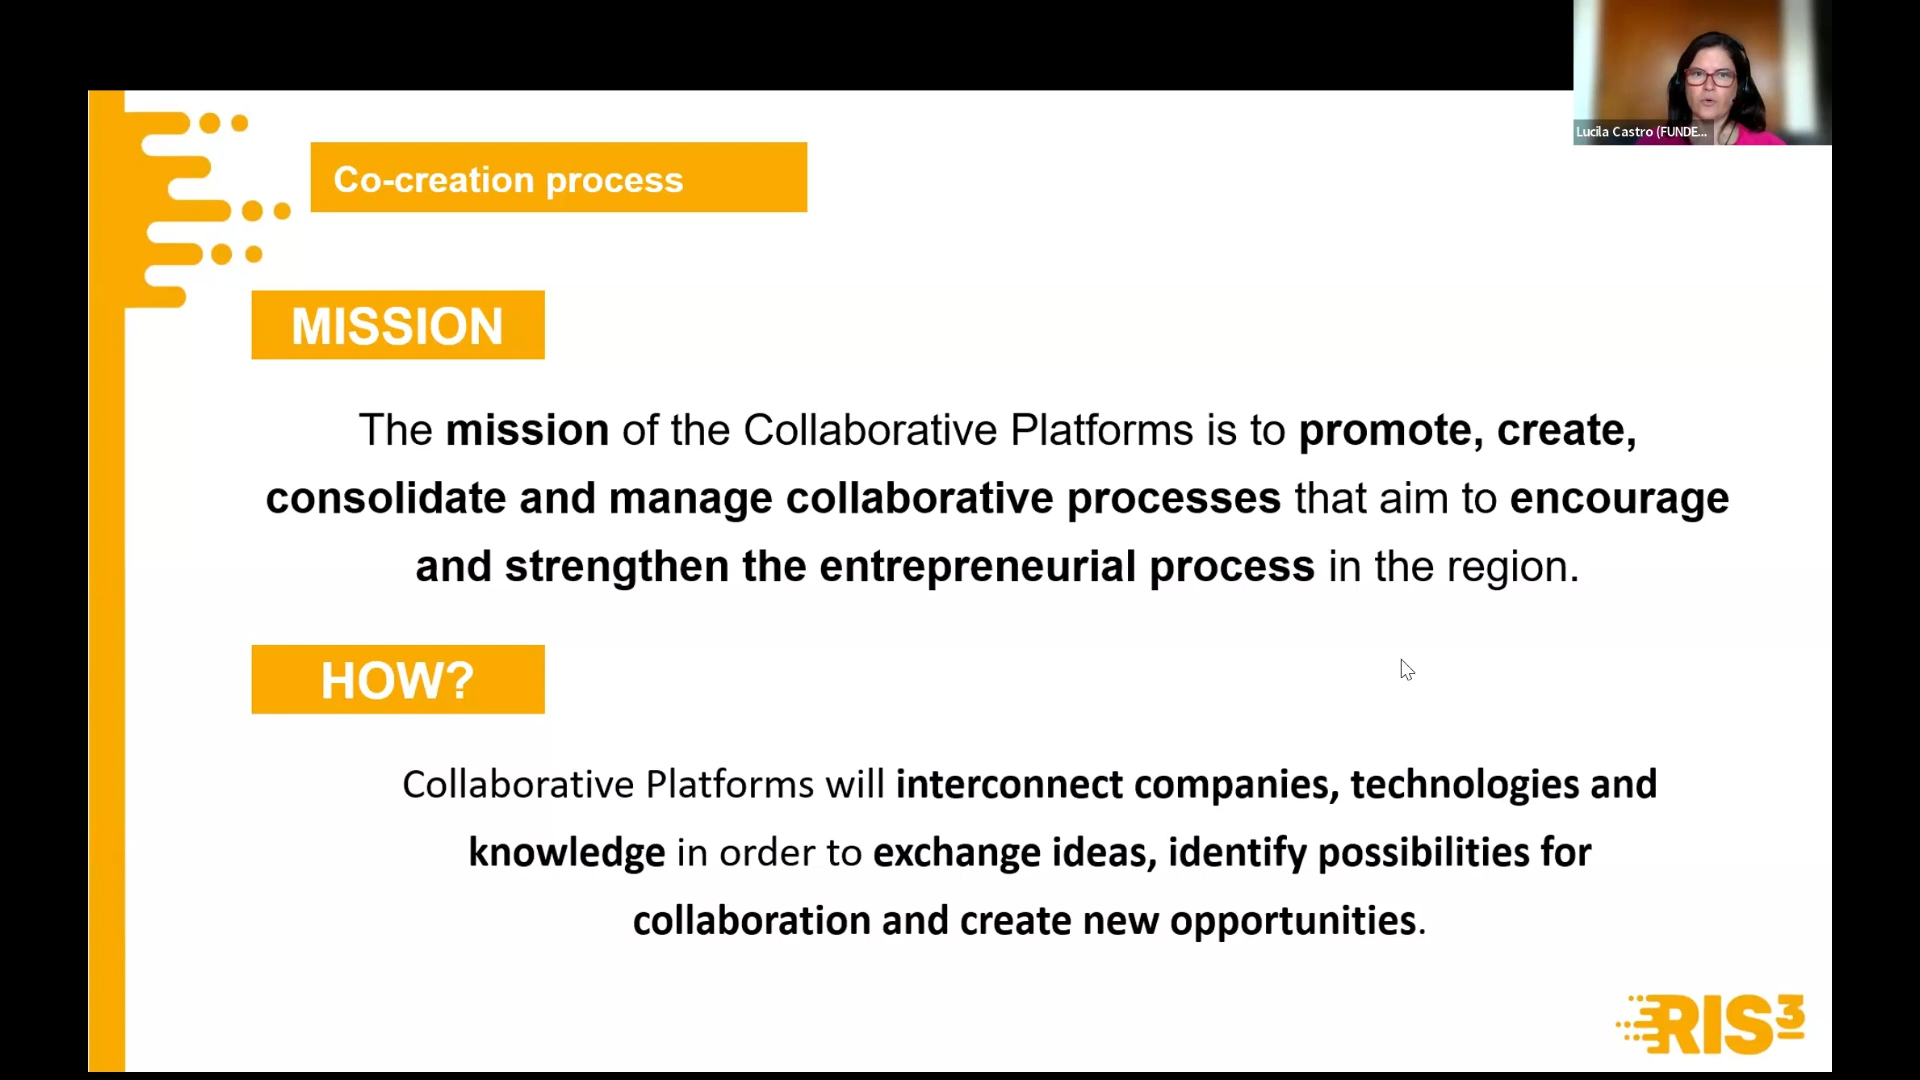 Lucila Castro (FUNDE...
Co-creation process
MISSION
The mission of the Collaborative Platforms is to promote, create,
consolidate and manage collaborative processes that aim to encourage
and strengthen the entrepreneurial process in the region.
HOW?
Collaborative Platforms will interconnect companies, technologies and
knowledge in order to exchange ideas, identify possibilities for
collaboration and create new opportunities.
RIS3